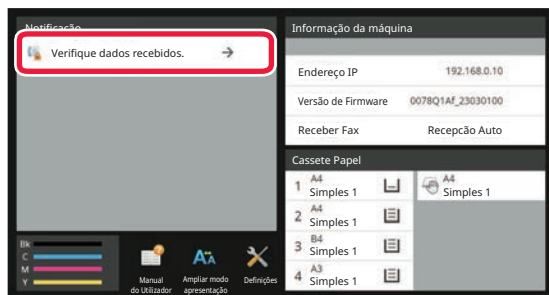 Notificação
Verifique dados recebidos.
Informação da máquina
Endereço IP 192.168.0.10
Versão de Firmware 0078Q1Af_23030100
Receber Fax Recepcão Auto
Cassete Papel
1 A4
Simples 1
A4
Simples 1
2 A4
Simples 1
3 B4
Simples 1
4 A3
Simples 1
Bk
C
M
Y
Manual
do Utilizador
Ampliar modo
apresentação
Definições